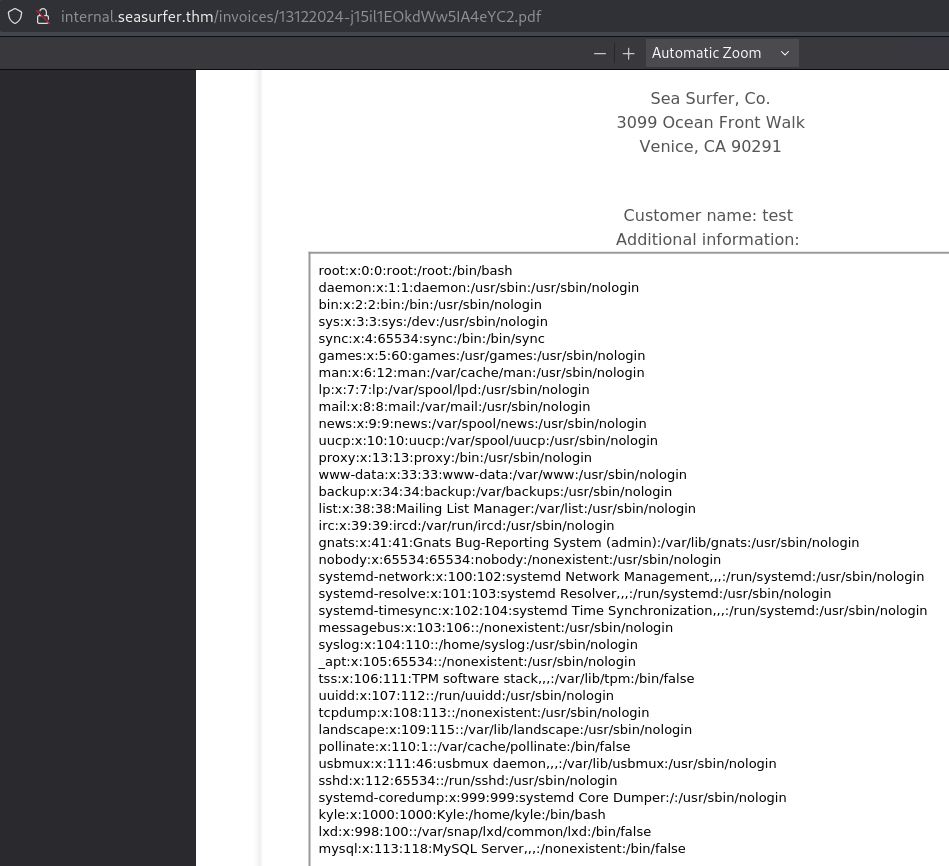 internal.seasurfer.thm/invoices/13122024-j15il1EOkdWw5IA4eYC2.pdf
Automatic Zoom
Sea Surfer, Co.
3099 Ocean Front Walk
Venice, CA 90291
Customer name: test
Additional information:
root:x:0:0:root:/root:/bin/bash
daemon:x:1:1:daemon:/usr/sbin:/usr/sbin/nologin
bin:x:2:2:bin:/bin:/usr/sbin/nologin
sys:x:3:3:sys:/dev:/usr/sbin/nologin
sync:x:4:65534:sync:/bin:/bin/sync
games:x:5:60:games:/usr/games:/usr/sbin/nologin
man:x:6:12:man:/var/cache/man:/usr/sbin/nologin
lp:x:7:7:lp:/var/spool/lpd:/usr/sbin/nologin
mail:x:8:8:mail:/var/mail:/usr/sbin/nologin
news:x:9:9:news:/var/spool/news:/usr/sbin/nologin
uucp:x:10:10:uucp:/var/spool/uucp:/usr/sbin/nologin
proxy:x:13:13:proxy:/bin:/usr/sbin/nologin
www-data:x:33:33:www-data:/var/www:/usr/sbin/nologin
backup:x:34:34:backup:/var/backups:/usr/sbin/nologin
list:x:38:38:Mailing List Manager:/var/list:/usr/sbin/nologin
irc:x:39:39:ircd:/var/run/ircd:/usr/sbin/nologin
gnats:x:41:41:Gnats Bug-Reporting System (admin):/var/lib/gnats:/usr/sbin/nologin
nobody:x:65534:65534:nobody:/nonexistent:/usr/sbin/nologin
systemd-network:x:100:102:systemd Network Management,,,:/run/systemd:/usr/sbin/nologin
systemd-resolve:x:101:103:systemd Resolver,,,:/run/systemd:/usr/sbin/nologin
systemd-timesync:x:102:104:systemd Time Synchronization,,,:/run/systemd:/usr/sbin/nologin
messagebus:x:103:106::/nonexistent:/usr/sbin/nologin
syslog:x:104:110::/home/syslog:/usr/sbin/nologin
_apt:x:105:65534::/nonexistent:/usr/sbin/nologin
tss:x:106:111:TPM software stack,,,:/var/lib/tpm:/bin/false
uuidd:x:107:112::/run/uuidd:/usr/sbin/nologin
tcpdump:x:108:113::/nonexistent:/usr/sbin/nologin
landscape:x:109:115::/var/lib/landscape:/usr/sbin/nologin
pollinate:x:110:1::/var/cache/pollinate:/bin/false
usbmux:x:111:46:usbmux daemon,,,:/var/lib/usbmux:/usr/sbin/nologin
sshd:x:112:65534::/run/sshd:/usr/sbin/nologin
systemd-coredump:x:999:999:systemd Core Dumper:/:/usr/sbin/nologin
kyle:x:1000:1000:Kyle:/home/kyle:/bin/bash
lxd:x:998:100::/var/snap/lxd/common/lxd:/bin/false
mysql:x:113:118:MySQL Server,,,:/nonexistent:/bin/false